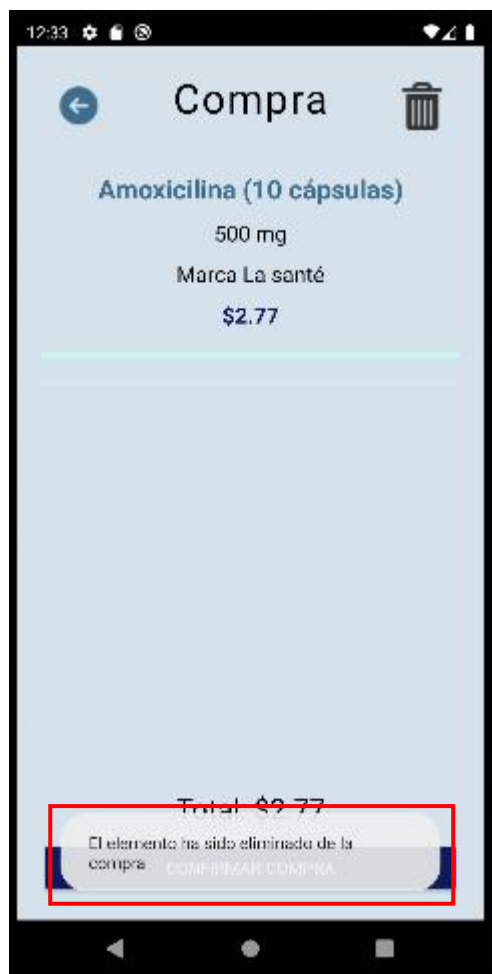 12:33
Compra
Amoxicilina (10 cápsulas)
500 mg
Marca La santé
$2.77
Total $2.77
El elemento ha sido eliminado de la
compra
CONFIRMAR COMPRA